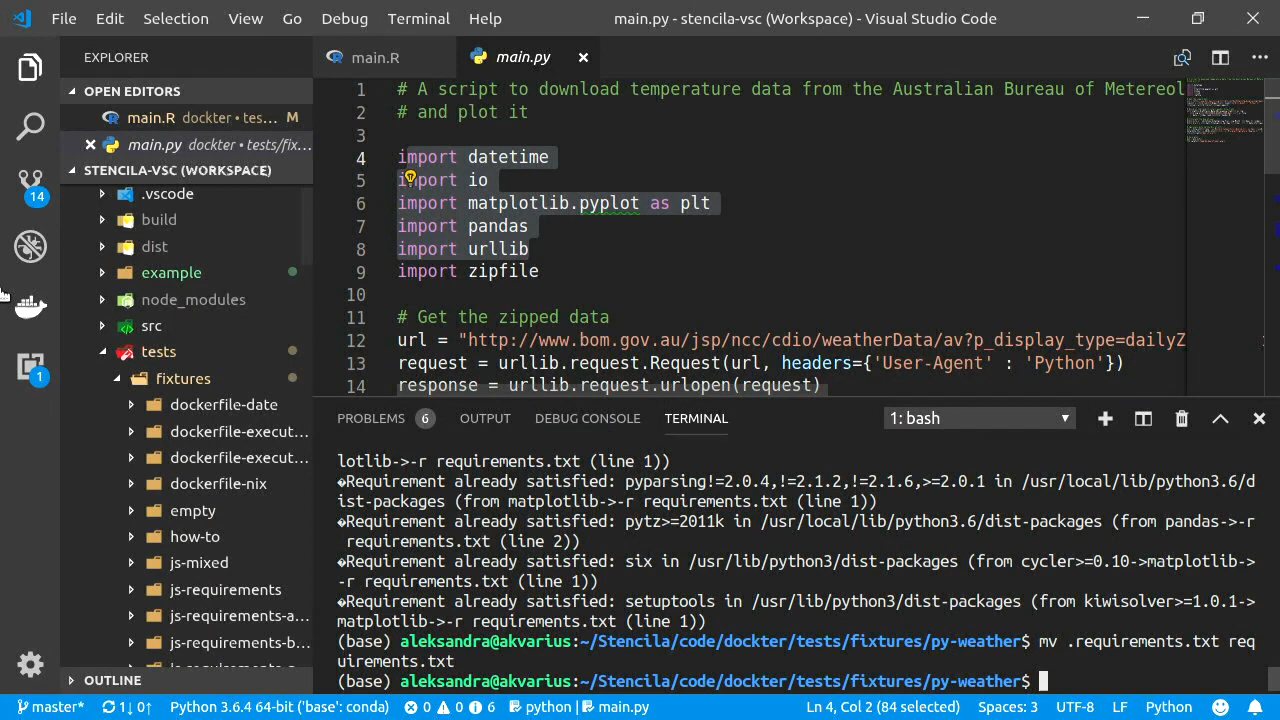 File Edit Selection View Go Debug Terminal Help main.py - stencila-vsc (Workspace) - Visual Studio Code
EXPLORER
OPEN EDITORS
main.R dockter • tes... M
main.py dockter • tests/fix...
STENCILA-VSC (WORKSPACE)
.vscode
build
dist
example
node_modules
src
tests
fixtures
dockerfile-date
dockerfile-execut...
dockerfile-execut...
dockerfile-nix
empty
how-to
js-mixed
js-requirements
js-requirements-a...
js-requirements-b...
OUTLINE
14
1
main.R main.py
1 # A script to download temperature data from the Australian Bureau of Metereol
2 # and plot it
3
4 import datetime
5 import io
6 import matplotlib.pyplot as plt
7 import pandas
8 import urllib
9 import zipfile
10
11 # Get the zipped data
12 url = "http://www.bom.gov.au/jsp/ncc/cdio/weatherData/av?p_display_type=dailyZ
13 request = urllib.request.Request(url, headers={'User-Agent' : 'Python'})
14 response = urllib.request.urlopen(request)
PROBLEMS 6 OUTPUT DEBUG CONSOLE TERMINAL 1: bash
lotlib->-r requirements.txt (line 1))
�Requirement already satisfied: pyparsing!=2.0.4,!=2.1.2,!=2.1.6,>=2.0.1 in /usr/local/lib/python3.6/d
ist-packages (from matplotlib->-r requirements.txt (line 1))
�Requirement already satisfied: pytz>=2011k in /usr/local/lib/python3.6/dist-packages (from pandas->-r
requirements.txt (line 2))
�Requirement already satisfied: six in /usr/lib/python3/dist-packages (from cycler>=0.10->matplotlib->
-r requirements.txt (line 1))
�Requirement already satisfied: setuptools in /usr/lib/python3/dist-packages (from kiwisolver>=1.0.1->
matplotlib->-r requirements.txt (line 1))
(base) aleksandra@akvarius:~/Stencila/code/dockter/tests/fixtures/py-weather$ mv .requirements.txt req
uirements.txt
(base) aleksandra@akvarius:~/Stencila/code/dockter/tests/fixtures/py-weather$
master* 1↓ 0↑ Python 3.6.4 64-bit ('base': conda) 0 0 6 python | main.py Ln 4, Col 2 (84 selected) Spaces: 3 UTF-8 LF Python